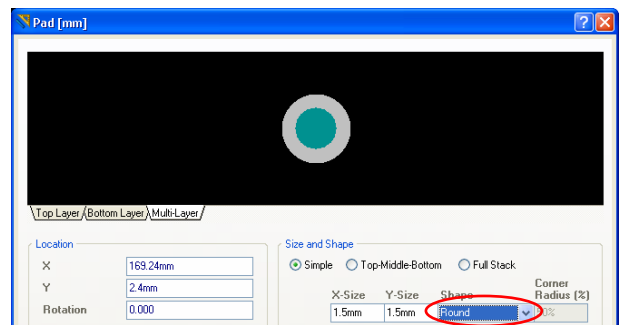 Pad [mm]
Top Layer Bottom Layer Multi-Layer
Location
X 169.24mm
Y 2.4mm
Rotation 0.000
Size and Shape
Simple Top-Middle-Bottom Full Stack
X-Size Y-Size Shape Corner Radius (%)
1.5mm 1.5mm Round 50%